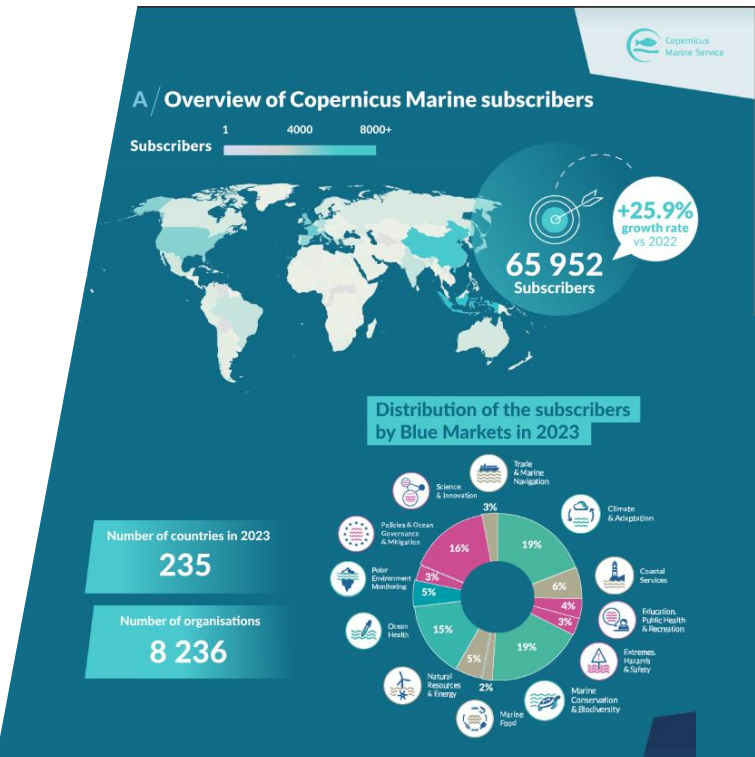 Copernicus
Marine Service
A / Overview of Copernicus Marine subscribers
1 4000 8000+
Subscribers
+25.9%
growth rate
vs 2022
65 952
Subscribers
Distribution of the subscribers
by Blue Markets in 2023
Trade
& Marine
Navigation
Science
& Innovation
3%
Climate
& Adaptation
Policies & Ocean
Governance
& Mitigation
16%
19%
Polar
Environment
Monitoring
3%
5%
6%
Coastal
Services
4%
3%
Education,
Public Health
& Recreation
Ocean
Health
15%
19%
5%
2%
Extremes,
Hazards
& Safety
Natural
Resources
& Energy
Marine
Food
Marine
Conservation
& Biodiversity
Number of countries in 2023
235
Number of organisations
8 236